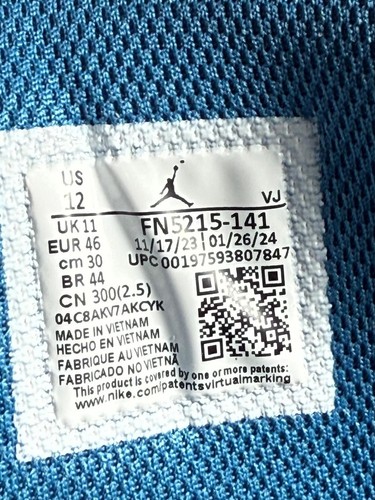 US
12
VJ
UK 11
FN5215-141
EUR 46
11/17/23 | 01/26/24
cm 30
UPC 00197593807847
BR 44
CN 300(2.5)
04C8AKV7AKCYK
MADE IN VIETNAM
HECHO EN VIETNAM
FABRIQUE AU VIETNAM
FABRICADO NO VIETNÃ
This product is covered by one or more patents:
www.nike.com/patentsvirtualmarking